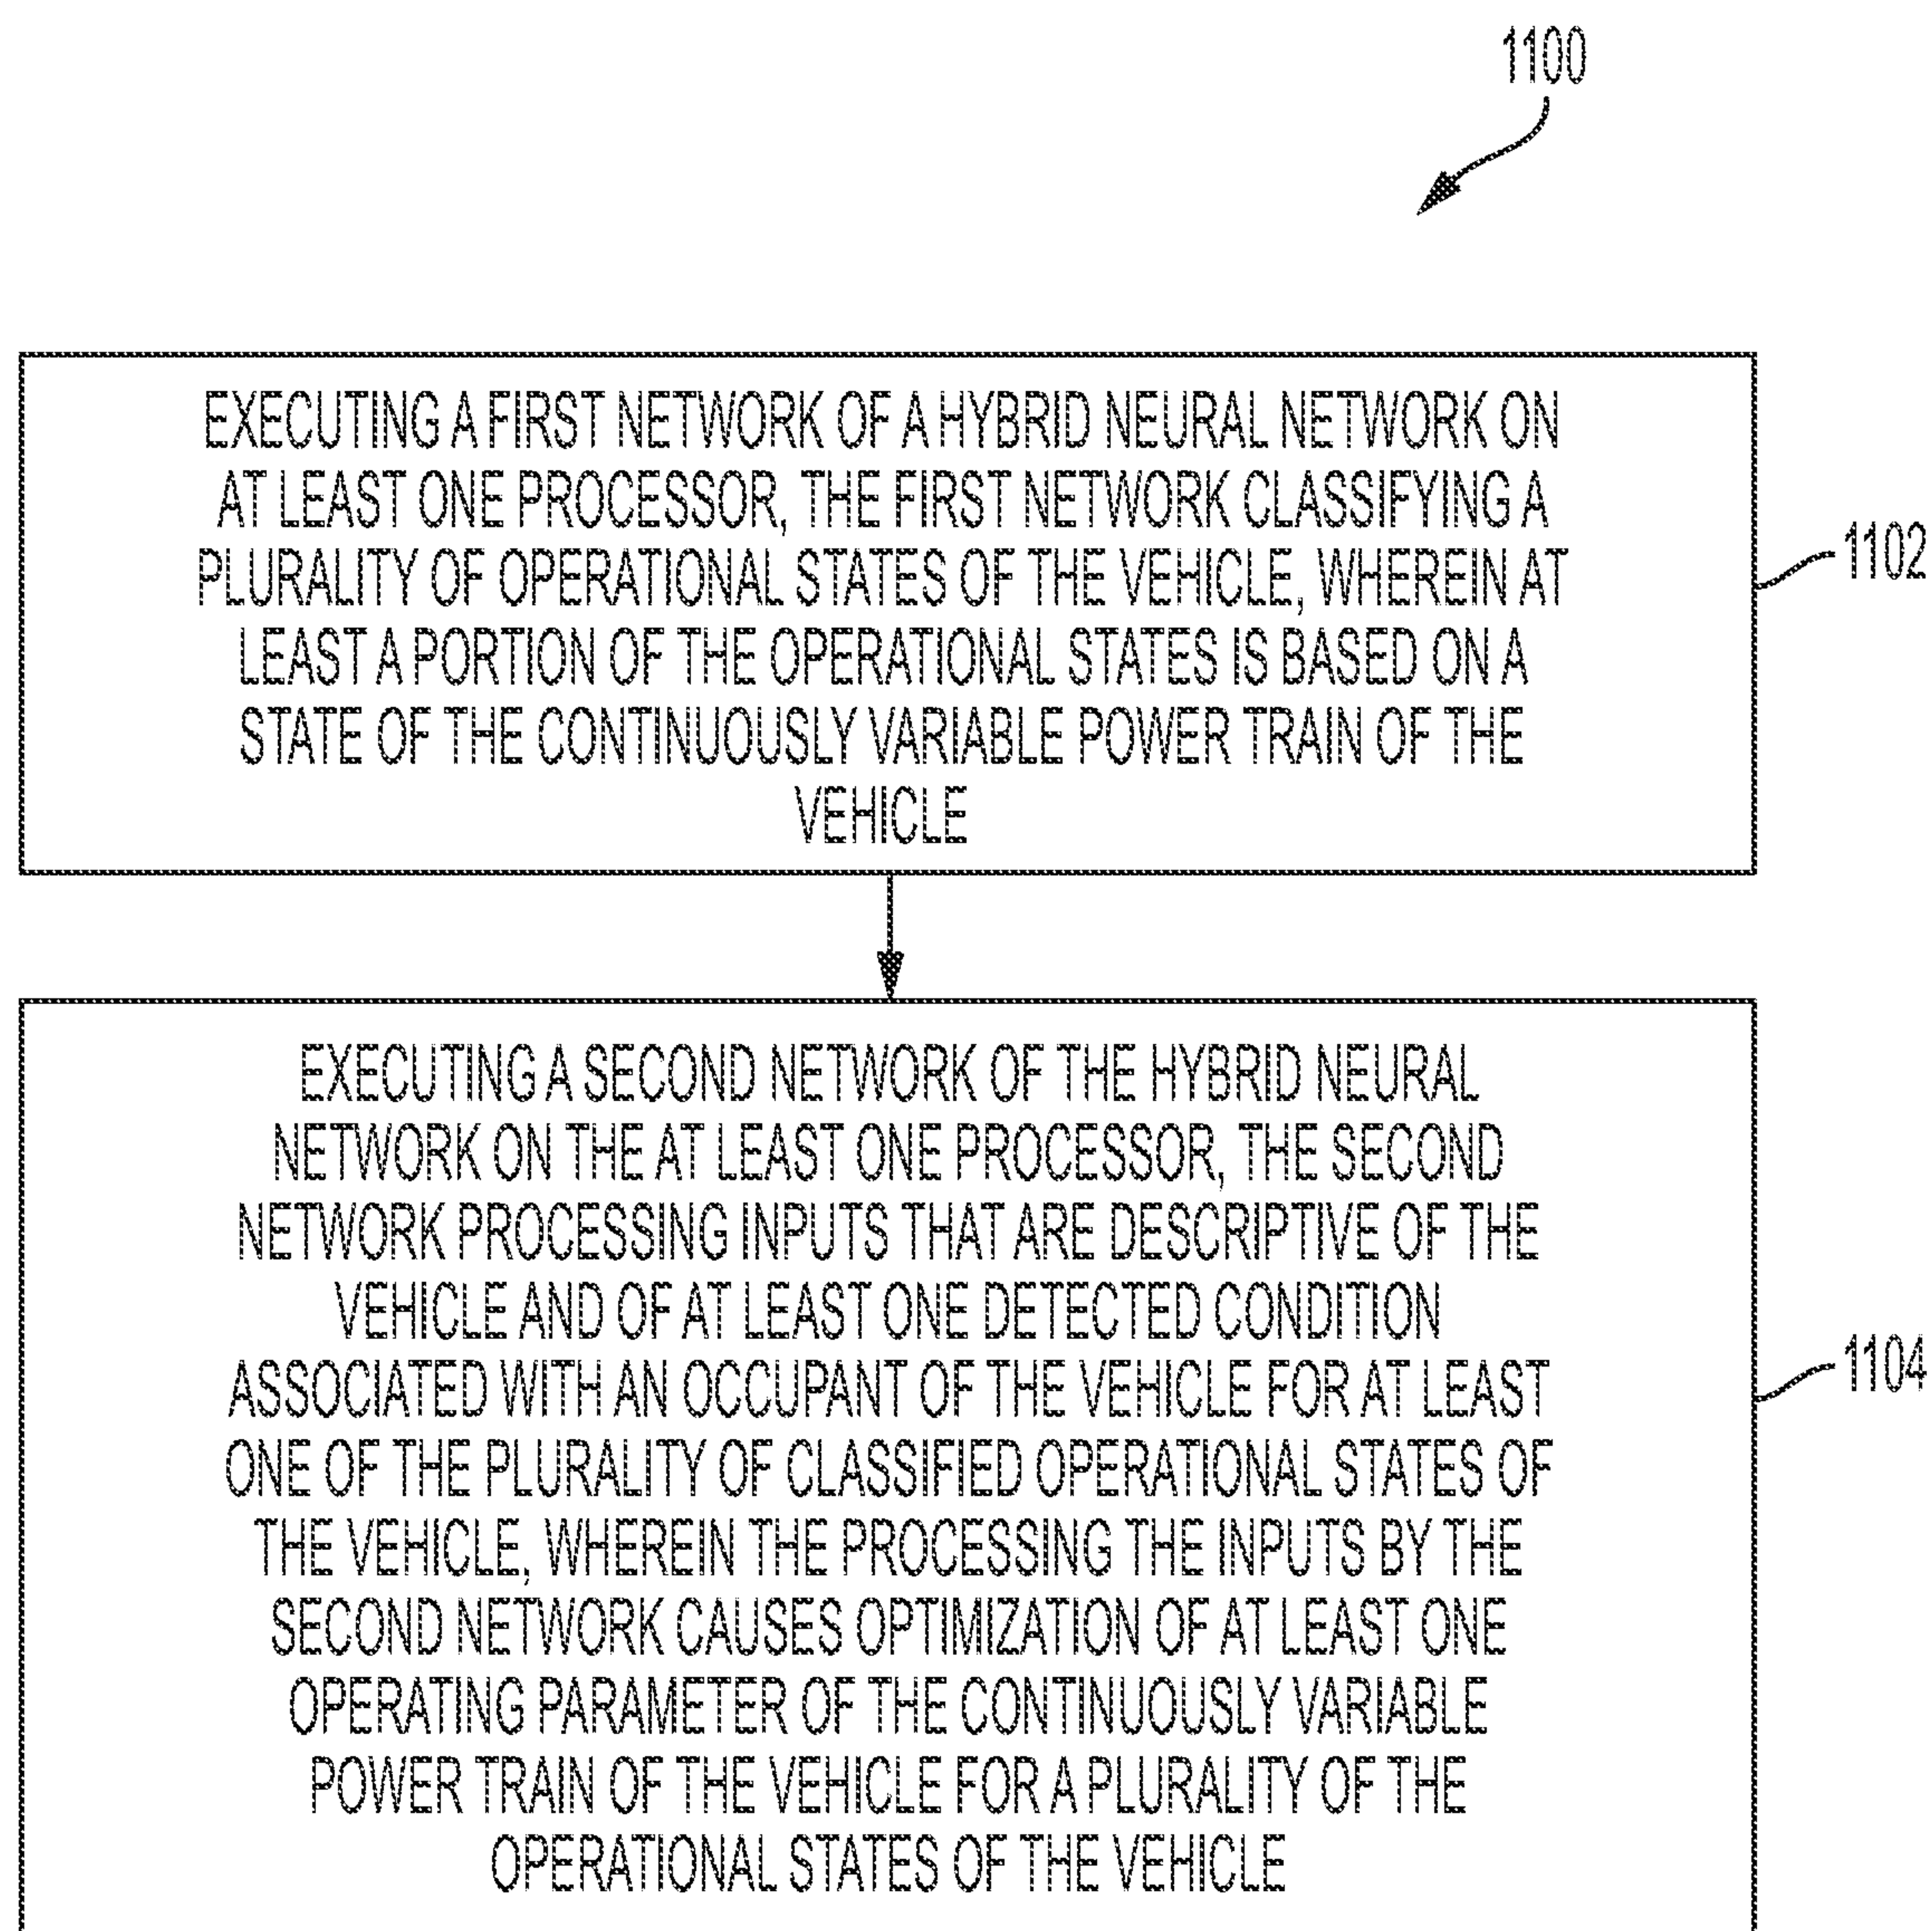 1100
EXECUTING A FIRST NETWORK OF A HYBRID NEURAL NETWORK ON
AT LEAST ONE PROCESSOR, THE FIRST NETWORK CLASSIFYING A
PLURALITY OF OPERATIONAL STATES OF THE VEHICLE, WHEREIN AT
LEAST A PORTION OF THE OPERATIONAL STATES IS BASED ON A
STATE OF THE CONTINUOUSLY VARIABLE POWER TRAIN OF THE
VEHICLE
1102
EXECUTING A SECOND NETWORK OF THE HYBRID NEURAL
NETWORK ON THE AT LEAST ONE PROCESSOR, THE SECOND
NETWORK PROCESSING INPUTS THAT ARE DESCRIPTIVE OF THE
VEHICLE AND OF AT LEAST ONE DETECTED CONDITION
ASSOCIATED WITH AN OCCUPANT OF THE VEHICLE FOR AT LEAST
ONE OF THE PLURALITY OF CLASSIFIED OPERATIONAL STATES OF
THE VEHICLE, WHEREIN THE PROCESSING THE INPUTS BY THE
SECOND NETWORK CAUSES OPTIMIZATION OF AT LEAST ONE
OPERATING PARAMETER OF THE CONTINUOUSLY VARIABLE
POWER TRAIN OF THE VEHICLE FOR A PLURALITY OF THE
OPERATIONAL STATES OF THE VEHICLE
1104